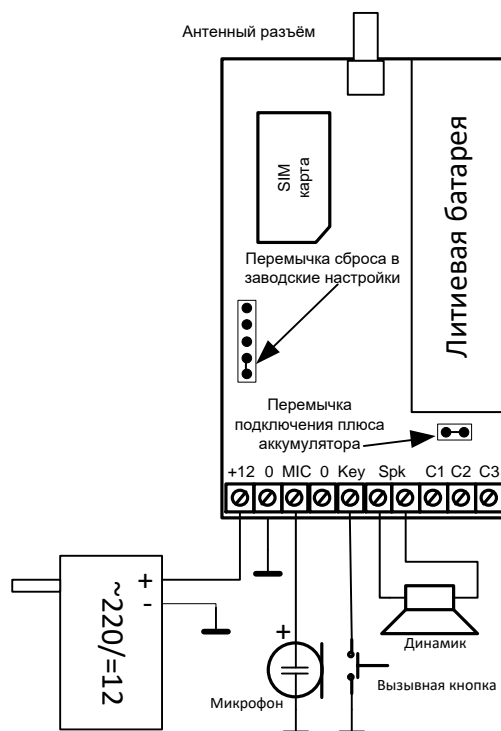 Антенный разъём
SIM
карта
Литиевая батарея
Перемычка сброса в
заводские настройки
Перемычка
подключения плюса
аккумулятора
+12 0 MIC 0 Key Spk C1 C2 C3
+
-
~220/=12
+
Микрофон
Динамик
Вызывная кнопка